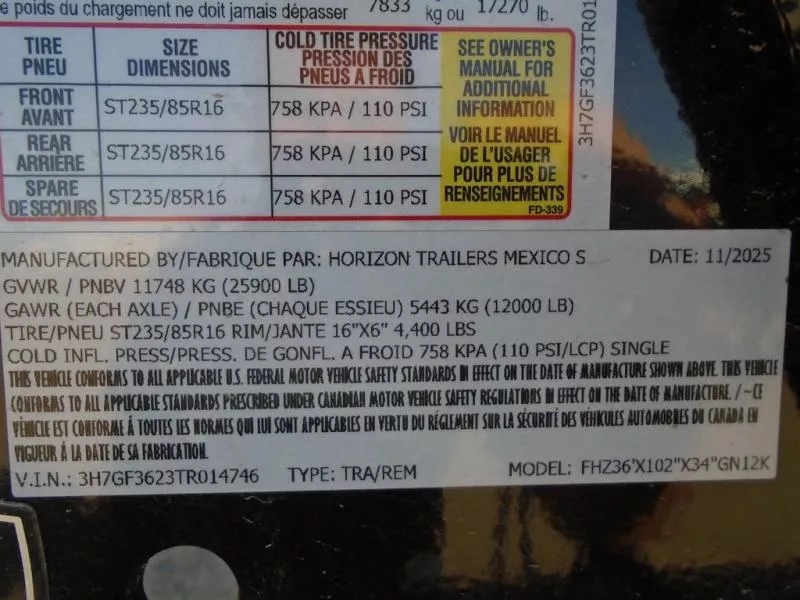 e poids du chargement ne doit jamais dépasser 7833 kg ou 17270 lb.
TIRE PNEU
SIZE DIMENSIONS
COLD TIRE PRESSURE PRESSION DES PNEUS A FROID
SEE OWNER'S MANUAL FOR ADDITIONAL INFORMATION
FRONT AVANT
ST235/85R16
758 KPA / 110 PSI
REAR ARRIÈRE
ST235/85R16
758 KPA / 110 PSI
VOIR LE MANUEL DE L'USAGER POUR PLUS DE RENSEIGNEMENTS
SPARE DE SECOURS
ST235/85R16
758 KPA / 110 PSI
FD-339
3H7GF3623TR01
MANUFACTURED BY/FABRIQUE PAR: HORIZON TRAILERS MEXICO S DATE: 11/2025
GVWR / PNBV 11748 KG (25900 LB)
GAWR (EACH AXLE) / PNBE (CHAQUE ESSIEU) 5443 KG (12000 LB)
TIRE/PNEU ST235/85R16 RIM/JANTE 16"X6" 4,400 LBS
COLD INFL. PRESS/PRESS. DE GONFL. A FROID 758 KPA (110 PSI/LCP) SINGLE
THIS VEHICLE CONFORMS TO ALL APPLICABLE U.S. FEDERAL MOTOR VEHICLE SAFETY STANDARDS IN EFFECT ON THE DATE OF MANUFACTURE SHOWN ABOVE. THIS VEHICLE
CONFORMS TO ALL APPLICABLE STANDARDS PRESCRIBED UNDER CANADIAN MOTOR VEHICLE SAFETY REGULATIONS IN EFFECT ON THE DATE OF MANUFACTURE. / ~CE
VÉHICLE EST CONFORME Á TOUTES LES NORMES QUI LUI SONT APPLICABLES EN VERTU DU RÉGLEMENT SUR LA SÉCURITÉ DES VÉHICULES AUTOMOBILES DU CANADA EN
VIGUEUR Á LA DATE DE SA FABRICATION.
V.I.N.: 3H7GF3623TR014746 TYPE: TRA/REM MODEL: FHZ36'X102"X34"GN12K